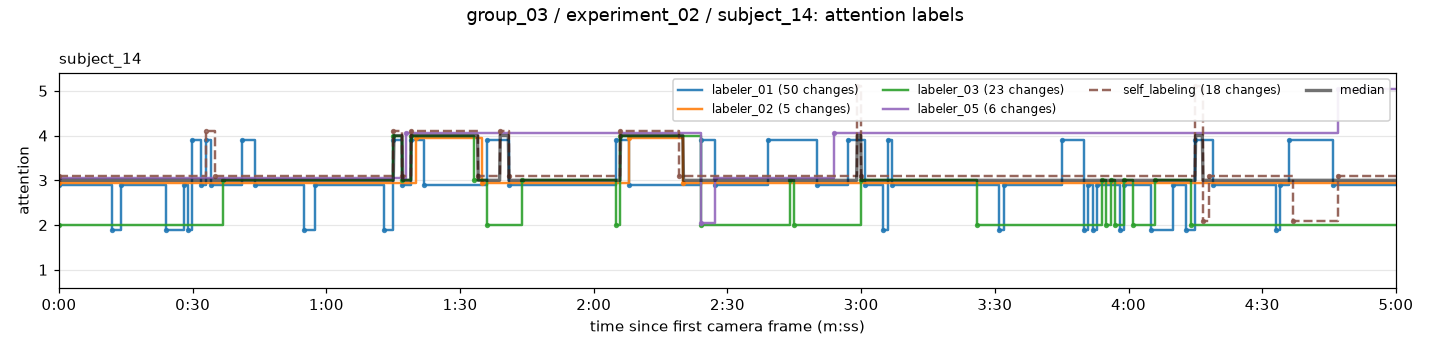 group_03 / experiment_02 / subject_14: attention labels
subject_14
labeler_01 (50 changes)
labeler_02 (5 changes)
labeler_03 (23 changes)
labeler_05 (6 changes)
self_labeling (18 changes)
median
attention
5
4
3
2
1
0:00 0:30 1:00 1:30 2:00 2:30 3:00 3:30 4:00 4:30 5:00
time since first camera frame (m:ss)